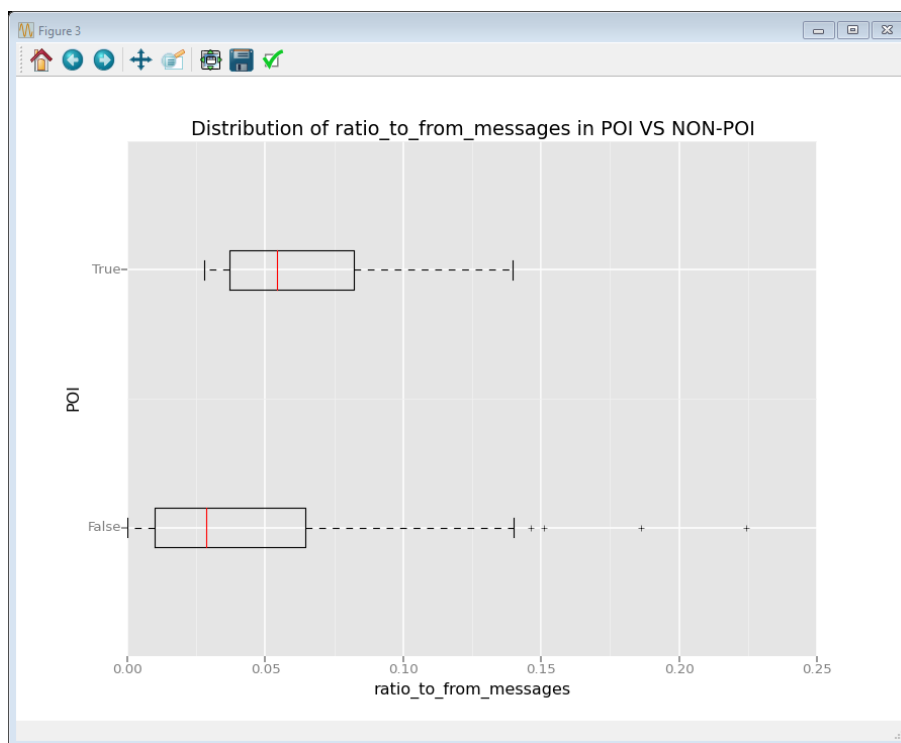 Figure 3
Distribution of ratio_to_from_messages in POI VS NON-POI
True
POI
False
0.00 0.05 0.10 0.15 0.20 0.25
ratio_to_from_messages